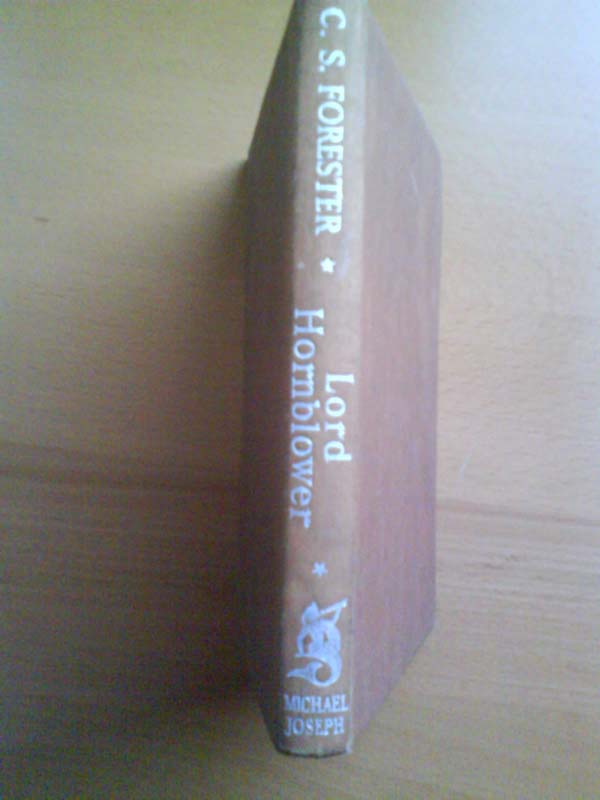 C. S. FORESTER
Lord
Hornblower
MICHAEL
JOSEPH